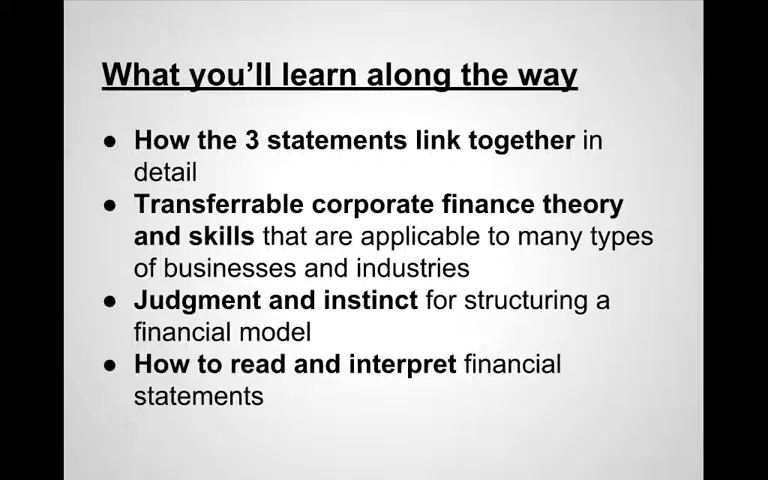 What you'll learn along the way
● How the 3 statements link together in
detail
● Transferrable corporate finance theory
and skills that are applicable to many types
of businesses and industries
● Judgment and instinct for structuring a
financial model
● How to read and interpret financial
statements